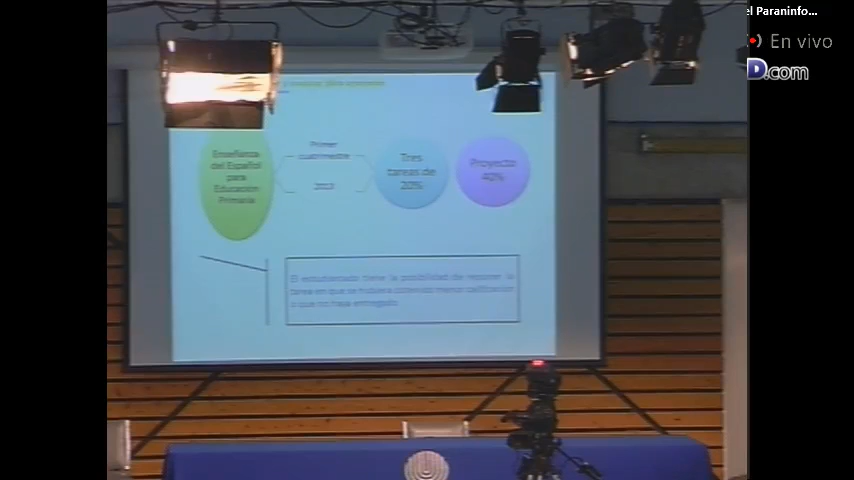 el Paraninfo...
En vivo
D.com
Enseñanza
del Español
para
Educación
Primaria
Primer
cuatrimestre
2013
Tres
tareas de
20%
Proyecto
40%
El estudiantado tiene la posibilidad de reponer la
tarea en que se hubiera obtenido menor calificación
o que no haya entregado